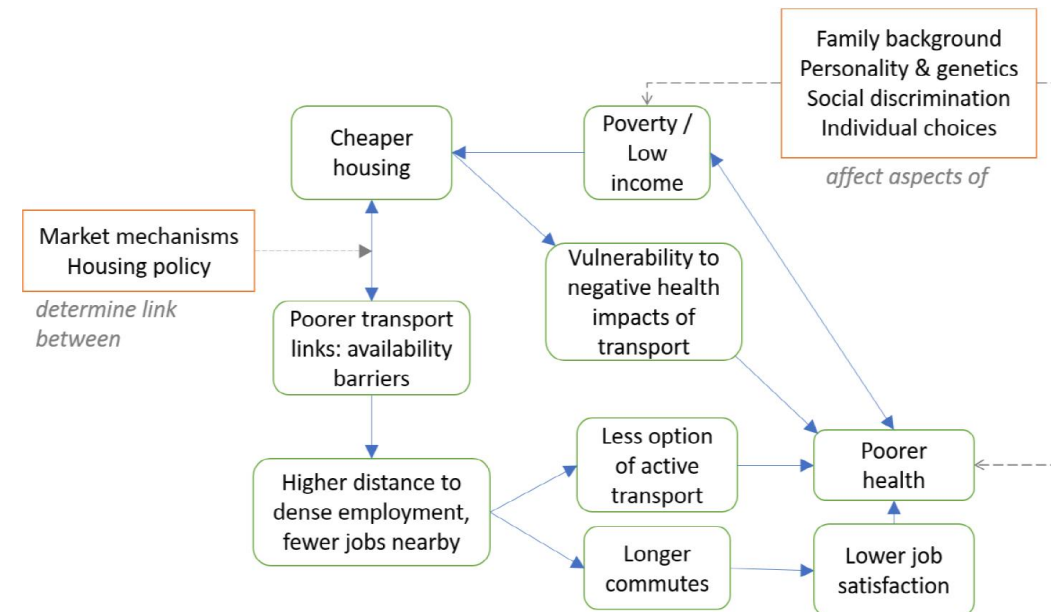 Family background
Personality & genetics
Social discrimination
Individual choices
affect aspects of
Cheaper
housing
Poverty /
Low
income
Market mechanisms
Housing policy
determine link
between
Vulnerability to
negative health
impacts of
transport
Poorer transport
links: availability
barriers
Less option
of active
transport
Poorer
health
Higher distance to
dense employment,
fewer jobs nearby
Longer
commutes
Lower job
satisfaction